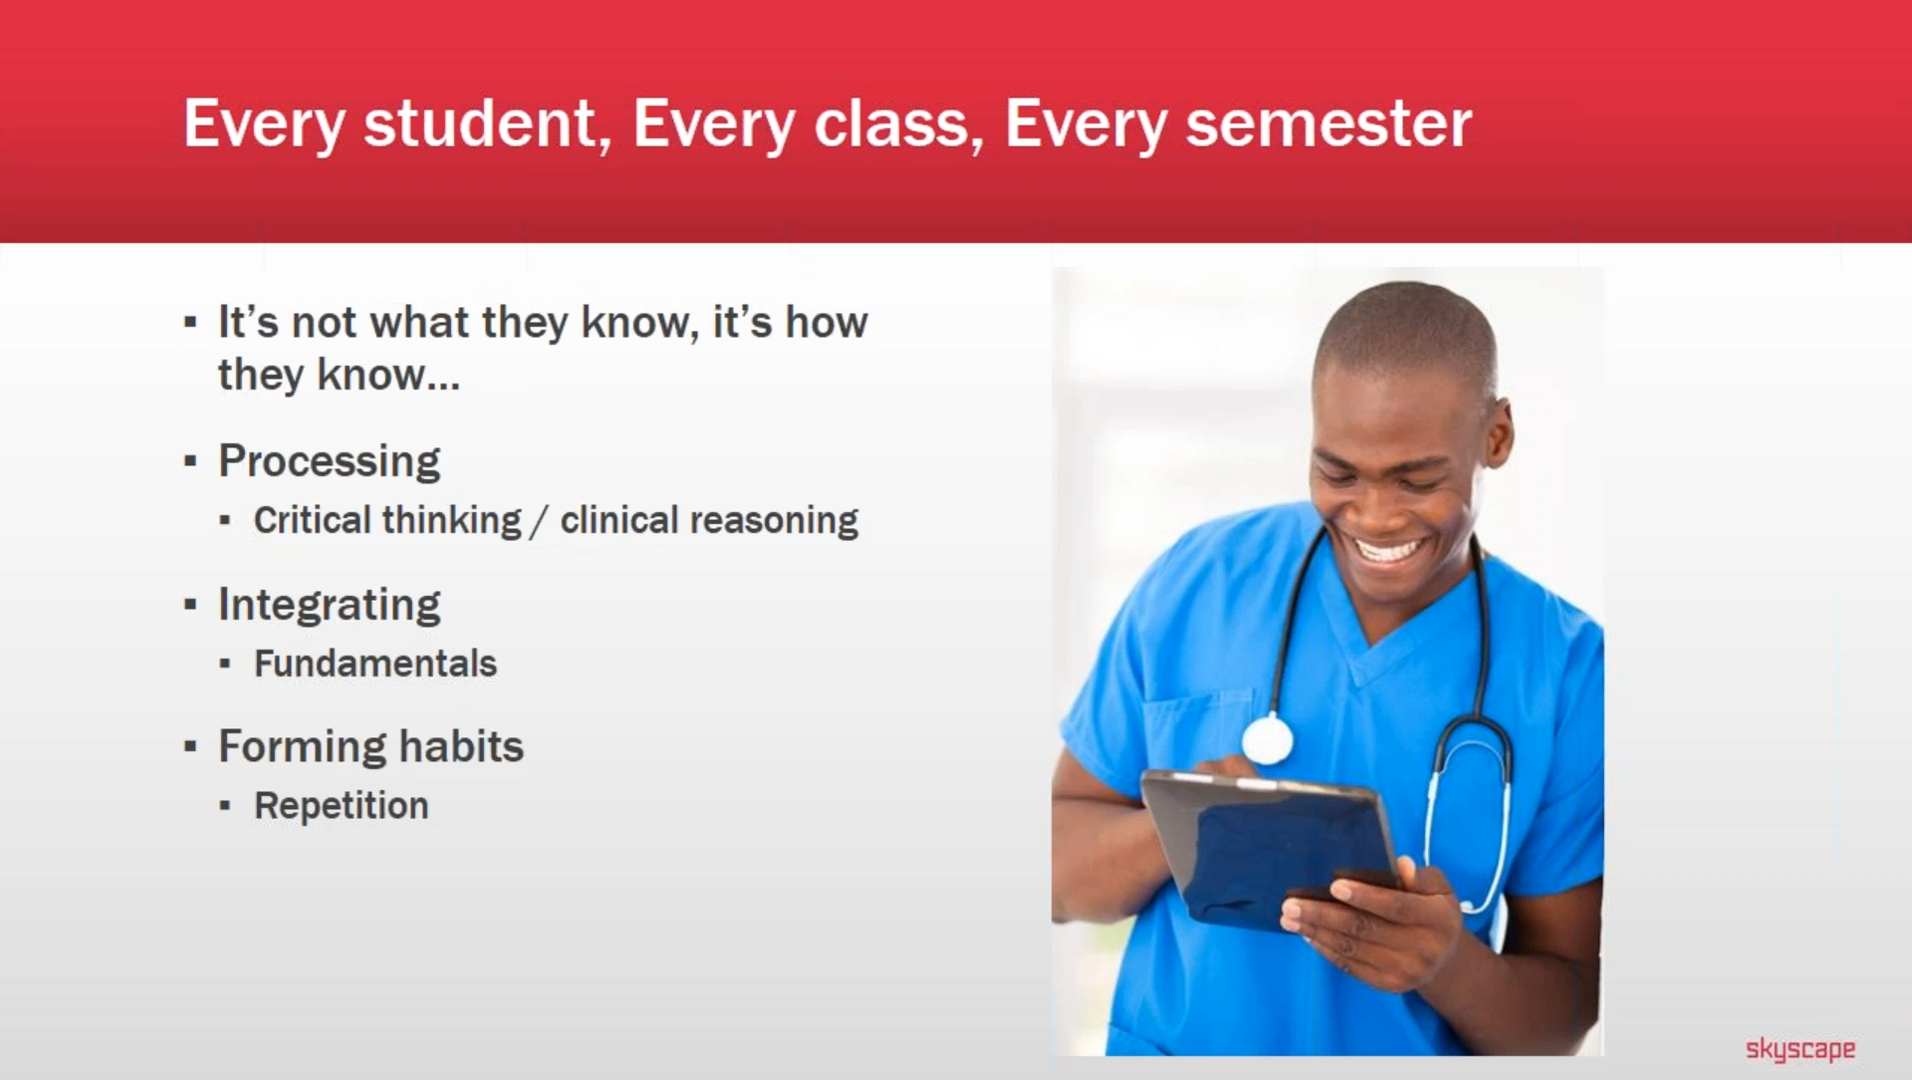 Every student, Every class, Every semester
▪ It’s not what they know, it’s how
they know...
▪ Processing
▪ Critical thinking / clinical reasoning
▪ Integrating
▪ Fundamentals
▪ Forming habits
▪ Repetition
skyscape